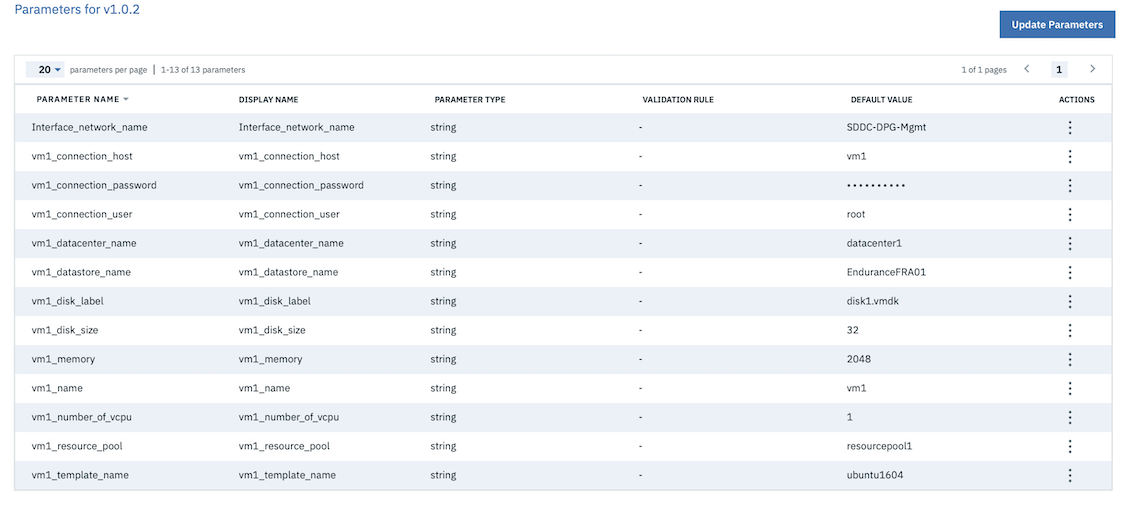 Parameters for v1.0.2
Update Parameters
20 parameters per page | 1-13 of 13 parameters 1 of 1 pages < 1 >
PARAMETER NAME DISPLAY NAME PARAMETER TYPE VALIDATION RULE DEFAULT VALUE ACTIONS
Interface_network_name Interface_network_name string - SDDC-DPG-Mgmt
vm1_connection_host vm1_connection_host string - vm1
vm1_connection_password vm1_connection_password string - ••••••••••
vm1_connection_user vm1_connection_user string - root
vm1_datacenter_name vm1_datacenter_name string - datacenter1
vm1_datastore_name vm1_datastore_name string - EnduranceFRA01
vm1_disk_label vm1_disk_label string - disk1.vmdk
vm1_disk_size vm1_disk_size string - 32
vm1_memory vm1_memory string - 2048
vm1_name vm1_name string - vm1
vm1_number_of_vcpu vm1_number_of_vcpu string - 1
vm1_resource_pool vm1_resource_pool string - resourcepool1
vm1_template_name vm1_template_name string - ubuntu1604